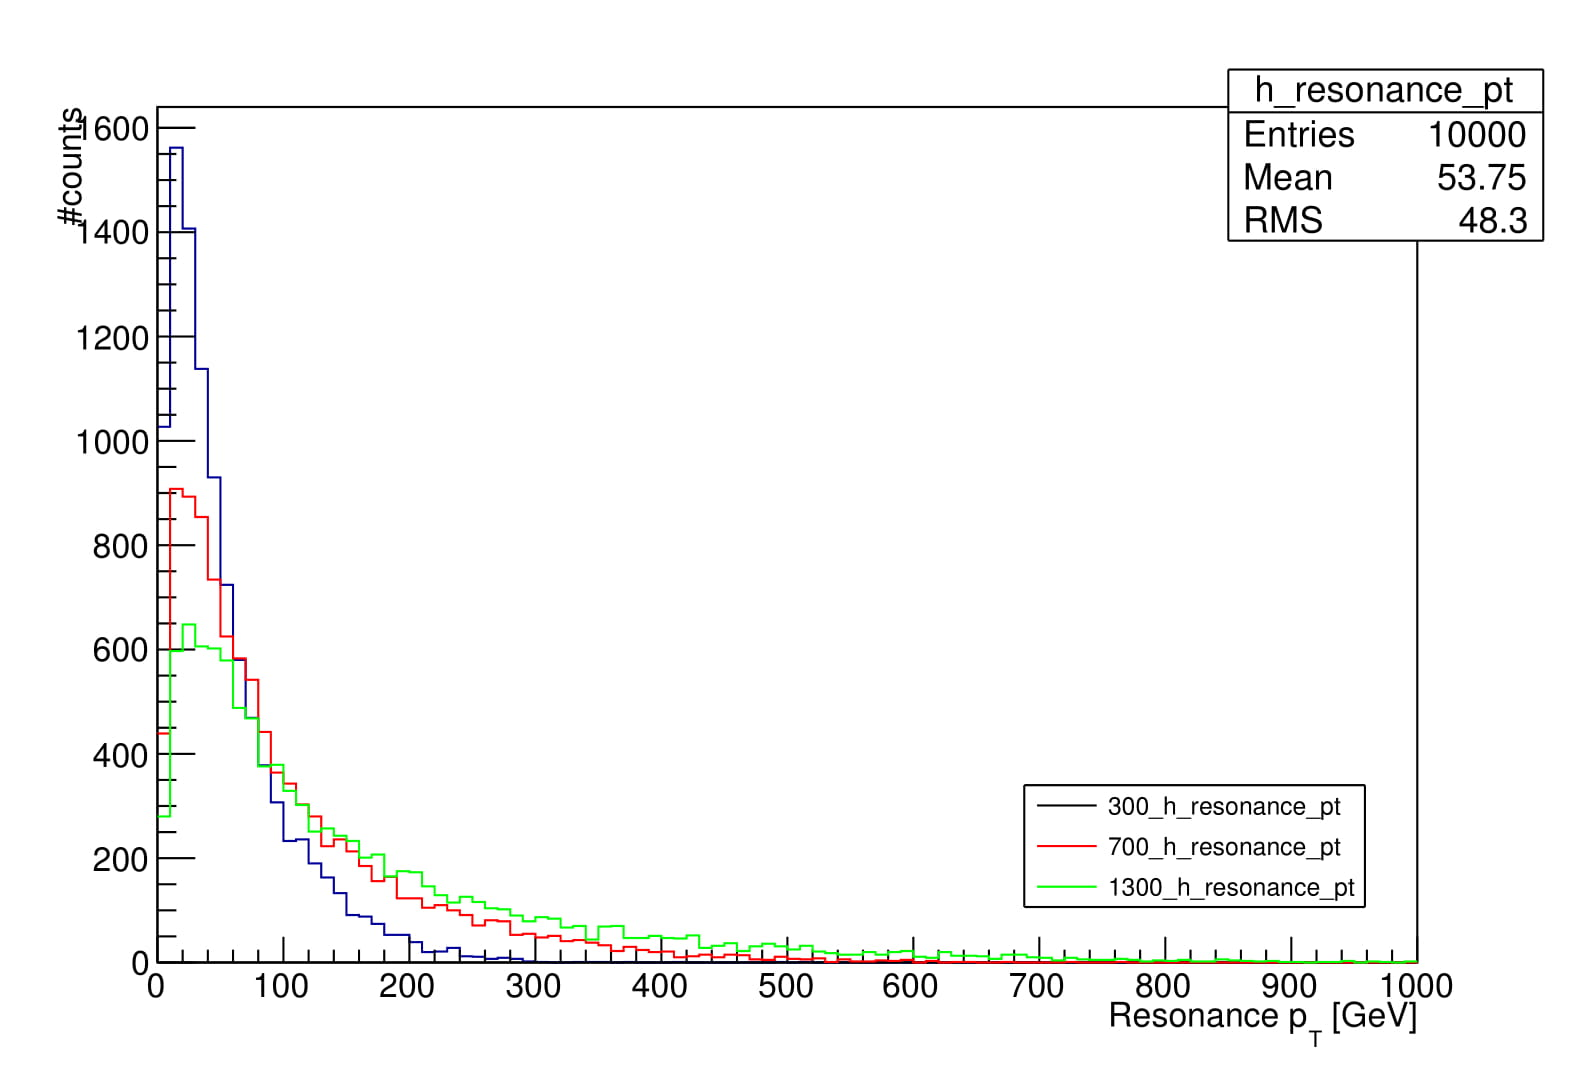 h_resonance_pt
Entries 10000
Mean 53.75
RMS 48.3
#counts
1600
1400
1200
1000
800
600
400
200
0
300_h_resonance_pt
700_h_resonance_pt
1300_h_resonance_pt
0 100 200 300 400 500 600 700 800 900 1000
Resonance p_T [GeV]